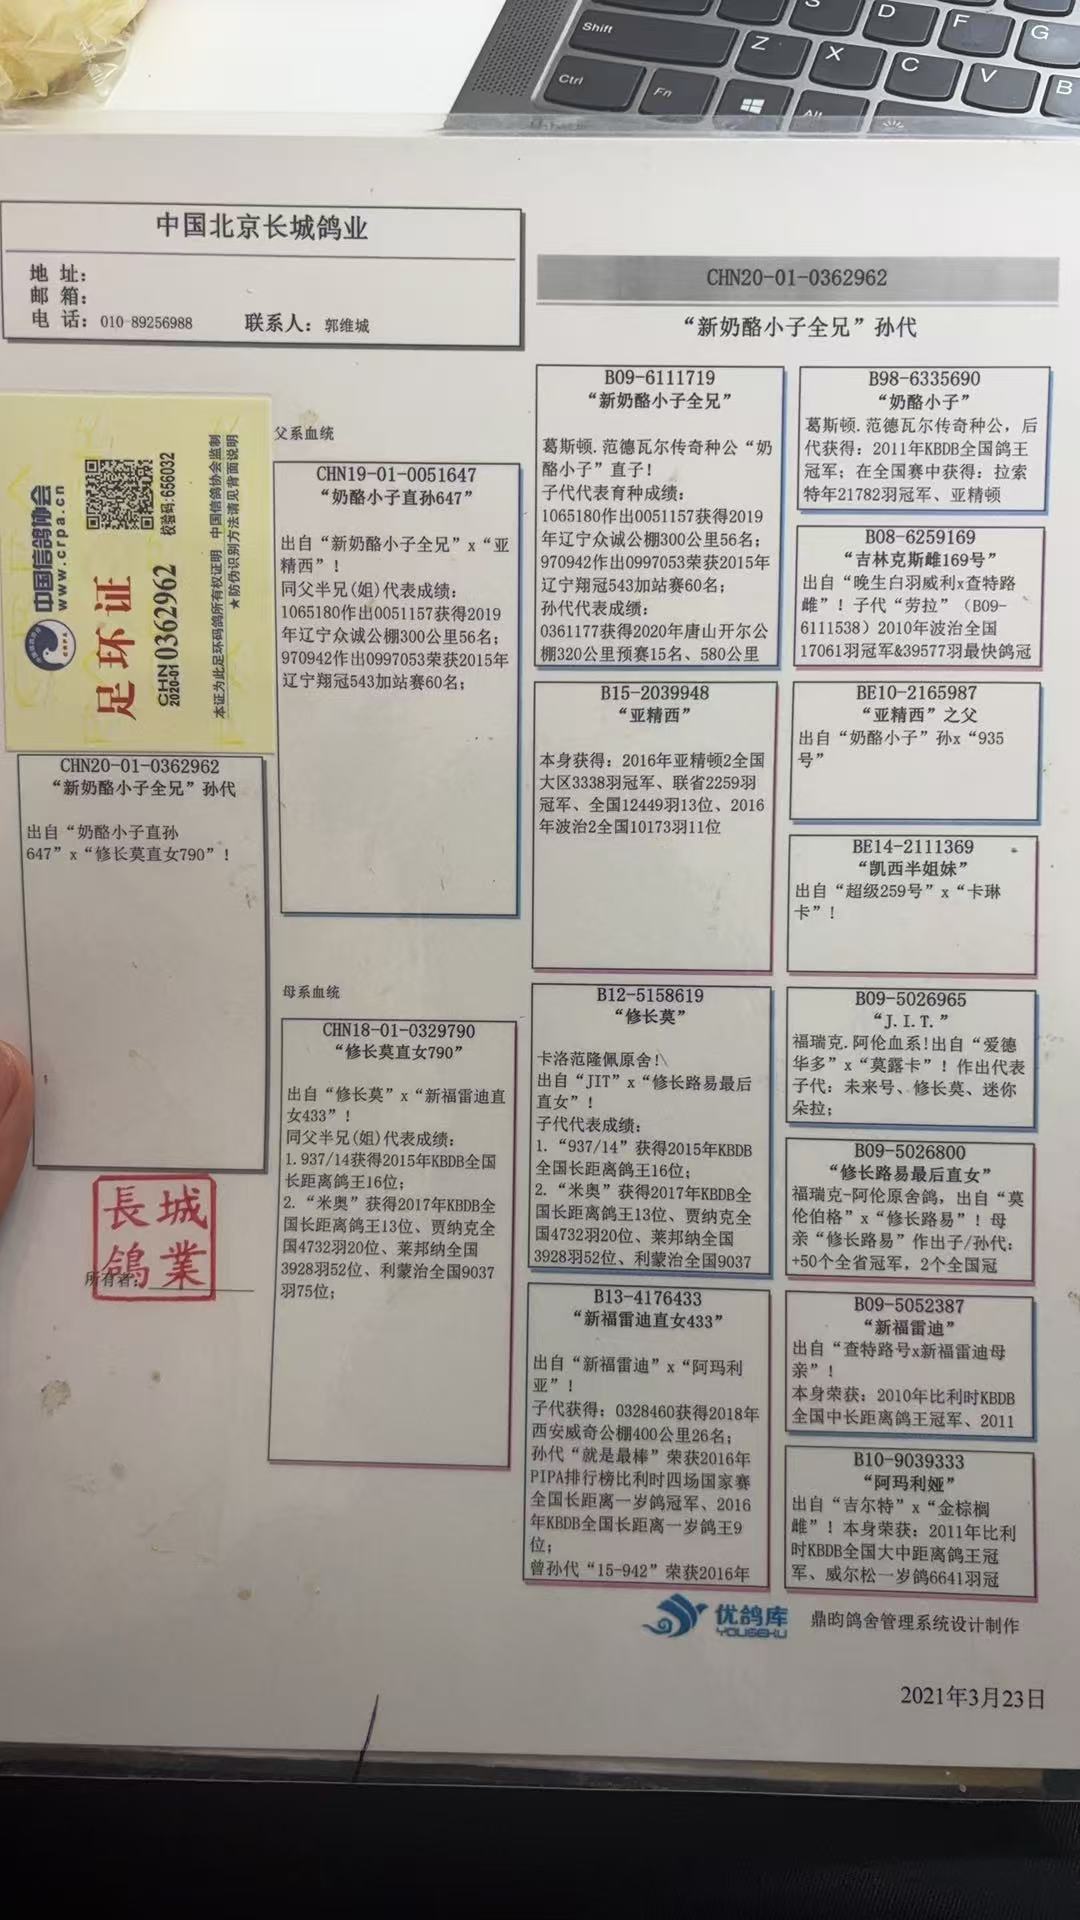 Shift
Z
X
C
V
B
S
D
F
G
Ctrl
Fn
Alt
中国北京长城鸽业
地 址:
邮 箱:
电 话: 010-89256988 联系人: 郭维城
CHN20-01-0362962
“新奶酪小子全兄”孙代
中国信鸽协会
www.crpa.cn
CRPA
足环证
CHN
2020-01 0362962
校验码:656032
本证为此足环码鸽所有权证明 中国信鸽协会监制
★防伪识别方法请见背面说明
CHN20-01-0362962
“新奶酪小子全兄”孙代
出自“奶酪小子直孙
647”x“修长莫直女790”!
長城
鸽業
所有者:
父系血统
CHN19-01-0051647
“奶酪小子直孙647”
出自“新奶酪小子全兄”x“亚
精西”!
同父半兄(姐)代表成绩:
1065180作出0051157获得2019
年辽宁众诚公棚300公里56名;
970942作出0997053荣获2015年
辽宁翔冠543加站赛60名;
母系血统
CHN18-01-0329790
“修长莫直女790”
出自“修长莫”x“新福雷迪直
女433”!
同父半兄(姐)代表成绩:
1.937/14获得2015年KBDB全国
长距离鸽王16位;
2.“米奥”获得2017年KBDB全
国长距离鸽王13位、贾纳克全
国4732羽20位、莱邦纳全国
3928羽52位、利蒙治全国9037
羽75位;
B09-6111719
“新奶酪小子全兄”
葛斯顿.范德瓦尔传奇种公“奶
酪小子”直子!
子代代表育种成绩:
1065180作出0051157获得2019
年辽宁众诚公棚300公里56名;
970942作出0997053荣获2015年
辽宁翔冠543加站赛60名;
孙代代表成绩:
0361177获得2020年唐山开尔公
棚320公里预赛15名、580公里
B15-2039948
“亚精西”
本身获得: 2016年亚精顿2全国
大区3338羽冠军、联省2259羽
冠军、全国12449羽13位、2016
年波治2全国10173羽11位
B12-5158619
“修长莫”
卡洛范隆佩原舍!
出自“JIT”x“修长路易最后
直女”!
子代代表成绩:
1.“937/14”获得2015年KBDB
全国长距离鸽王16位;
2.“米奥”获得2017年KBDB全
国长距离鸽王13位、贾纳克全
国4732羽20位、莱邦纳全国
3928羽52位、利蒙治全国9037
B13-4176433
“新福雷迪直女433”
出自“新福雷迪”x“阿玛利
亚”!
子代获得: 0328460获得2018年
西安威奇公棚400公里26名;
孙代“就是最棒”荣获2016年
PIPA排行榜比利时四场国家赛
全国长距离一岁鸽冠军、2016
年KBDB全国长距离一岁鸽王9
位;
曾孙代“15-942”荣获2016年
B98-6335690
“奶酪小子”
葛斯顿.范德瓦尔传奇种公, 后
代获得: 2011年KBDB全国鸽王
冠军; 在全国赛中获得: 拉索
特年21782羽冠军、亚精顿
B08-6259169
“吉林克斯雌169号”
出自“晚生白羽威利x查特路
雌”! 子代“劳拉”(B09-
6111538) 2010年波治全国
17061羽冠军&39577羽最快鸽冠
BE10-2165987
“亚精西”之父
出自“奶酪小子”孙x“935
号”
BE14-2111369
“凯西半姐妹”
出自“超级259号”x“卡琳
卡”!
B09-5026965
“J.I.T.”
福瑞克.阿伦血系!出自“爱德
华多”x“莫露卡”! 作出代表
子代: 未来号、修长莫、迷你
朵拉;
B09-5026800
“修长路易最后直女”
福瑞克-阿伦原舍鸽, 出自“莫
伦伯格”x“修长路易”! 母
亲“修长路易”作出子/孙代:
+50个全省冠军, 2个全国冠
B09-5052387
“新福雷迪”
出自“查特路号x新福雷迪母
亲”!
本身荣获: 2010年比利时KBDB
全国中长距离鸽王冠军、2011
B10-9039333
“阿玛利娅”
出自“吉尔特”x“金棕榈
雌”! 本身荣获: 2011年比利
时KBDB全国大中距离鸽王冠
军、威尔松一岁鸽6641羽冠
优鸽库
YOUGEKU
鼎昀鸽舍管理系统设计制作
2021年3月23日